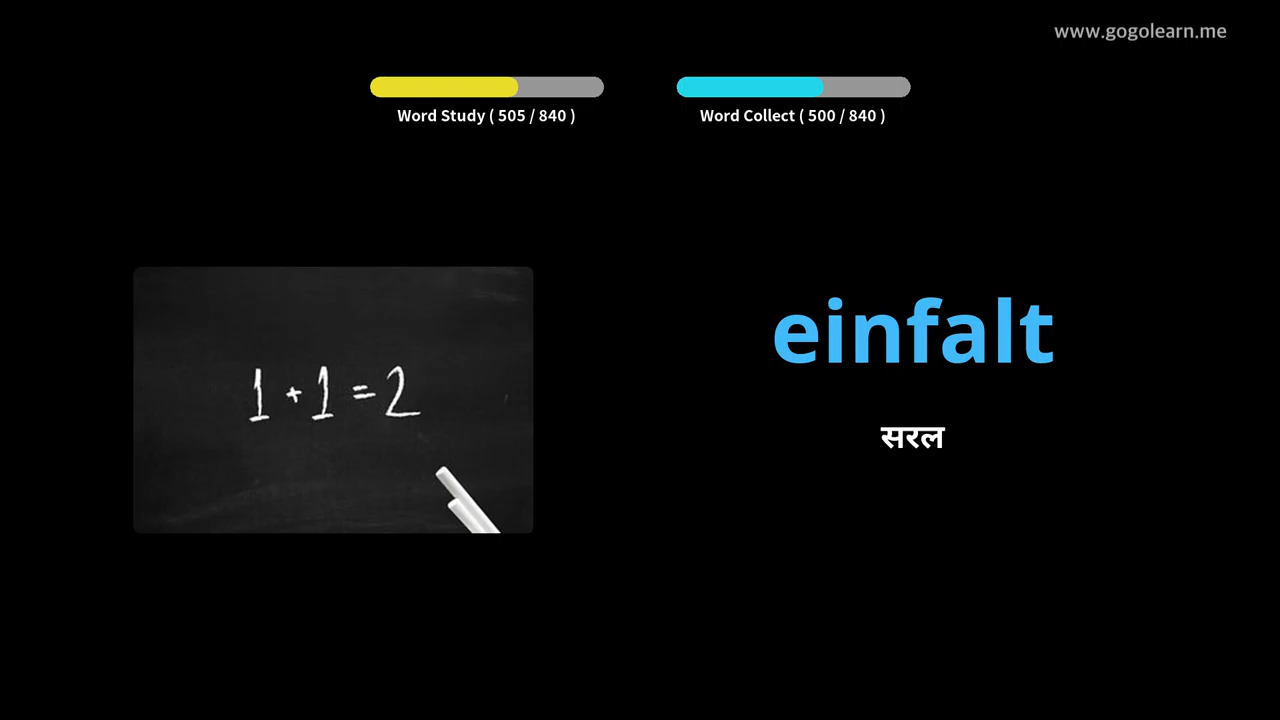 www.gogolearn.me
Word Study ( 505 / 840 )
Word Collect ( 500 / 840 )
1 + 1 = 2
einfalt
सरल